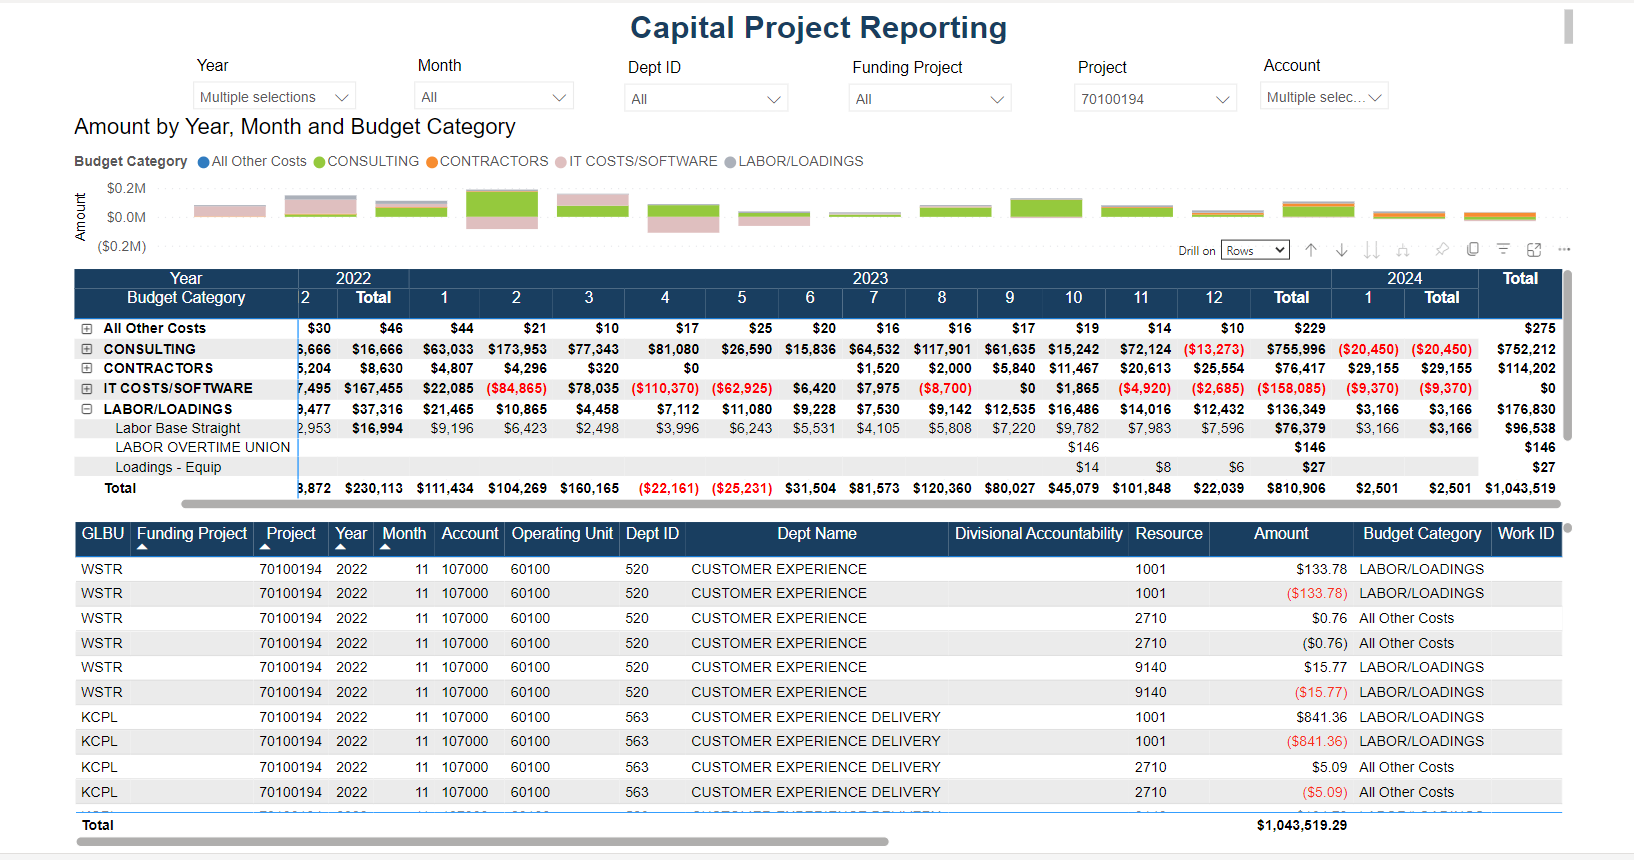 Capital Project Reporting
Year Month Dept ID Funding Project Project Account
Multiple selections All All All 70100194 Multiple selec...
Amount by Year, Month and Budget Category
Budget Category All Other Costs CONSULTING CONTRACTORS IT COSTS/SOFTWARE LABOR/LOADINGS
Amount
$0.2M
$0.0M
($0.2M)
Drill on Rows
Year 2022 2023 2024 Total
Budget Category 2 Total 1 2 3 4 5 6 7 8 9 10 11 12 Total 1 Total
All Other Costs $30 $46 $44 $21 $10 $17 $25 $20 $16 $16 $17 $19 $14 $10 $229 $275
CONSULTING ,666 $16,666 $63,033 $173,953 $77,343 $81,080 $26,590 $15,836 $64,532 $117,901 $61,635 $15,242 $72,124 ($13,273) $755,996 ($20,450) ($20,450) $752,212
CONTRACTORS ,204 $8,630 $4,807 $4,296 $320 $0 $1,520 $2,000 $5,840 $11,467 $20,613 $25,554 $76,417 $29,155 $29,155 $114,202
IT COSTS/SOFTWARE 7,495 $167,455 $22,085 ($84,865) $78,035 ($110,370) ($62,925) $6,420 $7,975 ($8,700) $0 $1,865 ($4,920) ($2,685) ($158,085) ($9,370) ($9,370) $0
LABOR/LOADINGS 9,477 $37,316 $21,465 $10,865 $4,458 $7,112 $11,080 $9,228 $7,530 $9,142 $12,535 $16,486 $14,016 $12,432 $136,349 $3,166 $3,166 $176,830
Labor Base Straight 2,953 $16,994 $9,196 $6,423 $2,498 $3,996 $6,243 $5,531 $4,105 $5,808 $7,220 $9,782 $7,983 $7,596 $76,379 $3,166 $3,166 $96,538
LABOR OVERTIME UNION $146 $146 $146
Loadings - Equip $14 $8 $6 $27 $27
Total ,872 $230,113 $111,434 $104,269 $160,165 ($22,161) ($25,231) $31,504 $81,573 $120,360 $80,027 $45,079 $101,848 $22,039 $810,906 $2,501 $2,501 $1,043,519
GLBU Funding Project Project Year Month Account Operating Unit Dept ID Dept Name Divisional Accountability Resource Amount Budget Category Work ID
WSTR 70100194 2022 11 107000 60100 520 CUSTOMER EXPERIENCE 1001 $133.78 LABOR/LOADINGS
WSTR 70100194 2022 11 107000 60100 520 CUSTOMER EXPERIENCE 1001 ($133.78) LABOR/LOADINGS
WSTR 70100194 2022 11 107000 60100 520 CUSTOMER EXPERIENCE 2710 $0.76 All Other Costs
WSTR 70100194 2022 11 107000 60100 520 CUSTOMER EXPERIENCE 2710 ($0.76) All Other Costs
WSTR 70100194 2022 11 107000 60100 520 CUSTOMER EXPERIENCE 9140 $15.77 LABOR/LOADINGS
WSTR 70100194 2022 11 107000 60100 520 CUSTOMER EXPERIENCE 9140 ($15.77) LABOR/LOADINGS
KCPL 70100194 2022 11 107000 60100 563 CUSTOMER EXPERIENCE DELIVERY 1001 $841.36 LABOR/LOADINGS
KCPL 70100194 2022 11 107000 60100 563 CUSTOMER EXPERIENCE DELIVERY 1001 ($841.36) LABOR/LOADINGS
KCPL 70100194 2022 11 107000 60100 563 CUSTOMER EXPERIENCE DELIVERY 2710 $5.09 All Other Costs
KCPL 70100194 2022 11 107000 60100 563 CUSTOMER EXPERIENCE DELIVERY 2710 ($5.09) All Other Costs
Total $1,043,519.29